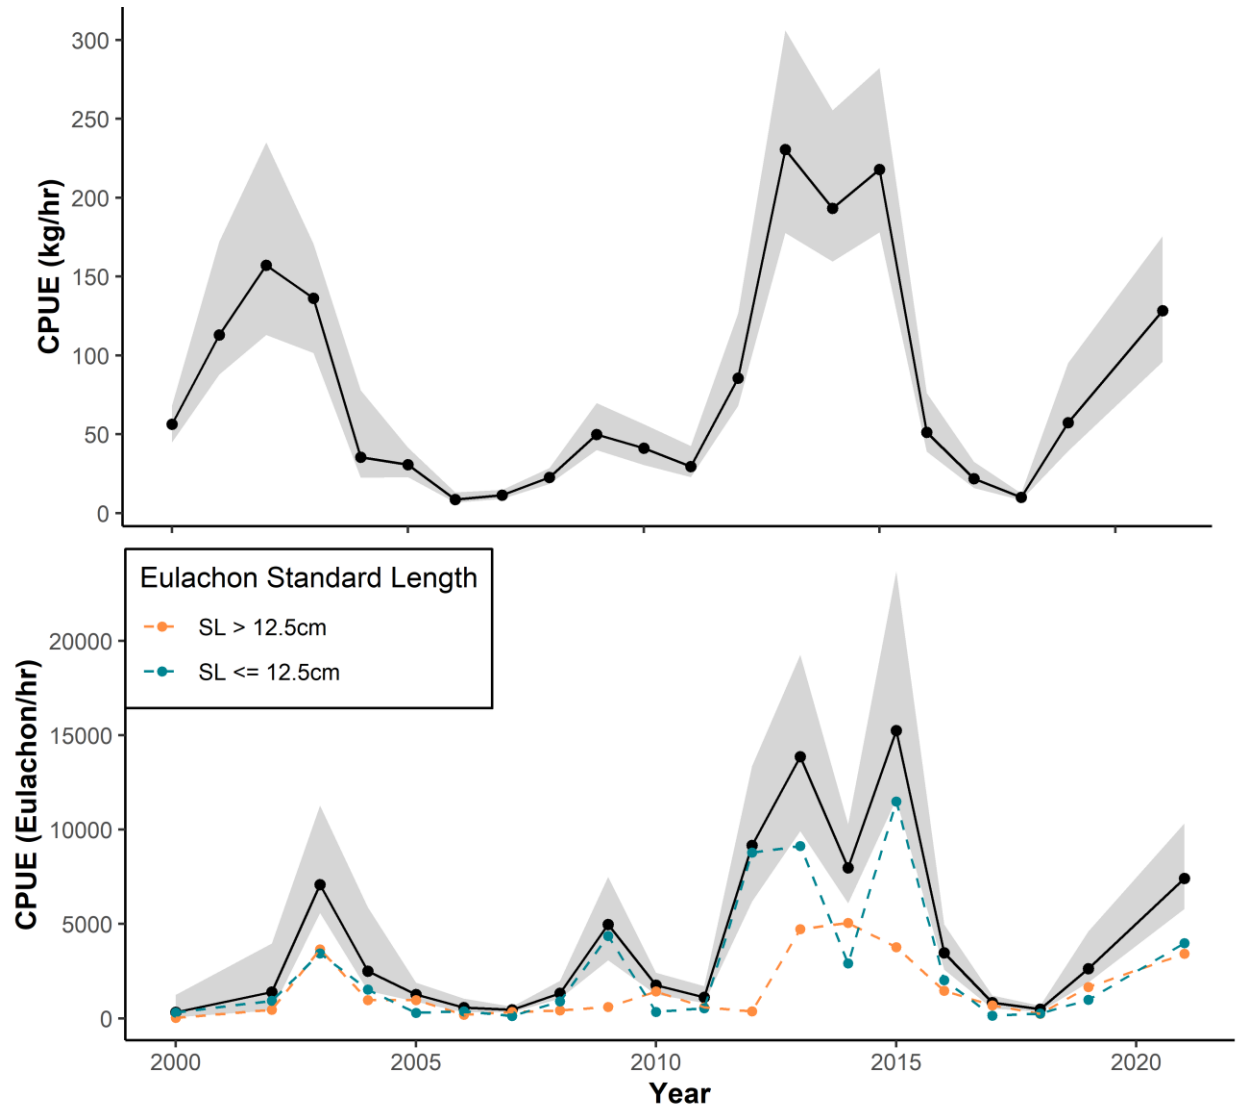 CPUE (kg/hr)
300
250
200
150
100
50
0
Eulachon Standard Length
SL > 12.5cm
SL <= 12.5cm
CPUE (Eulachon/hr)
20000
15000
10000
5000
0
2000 2005 2010 2015 2020
Year